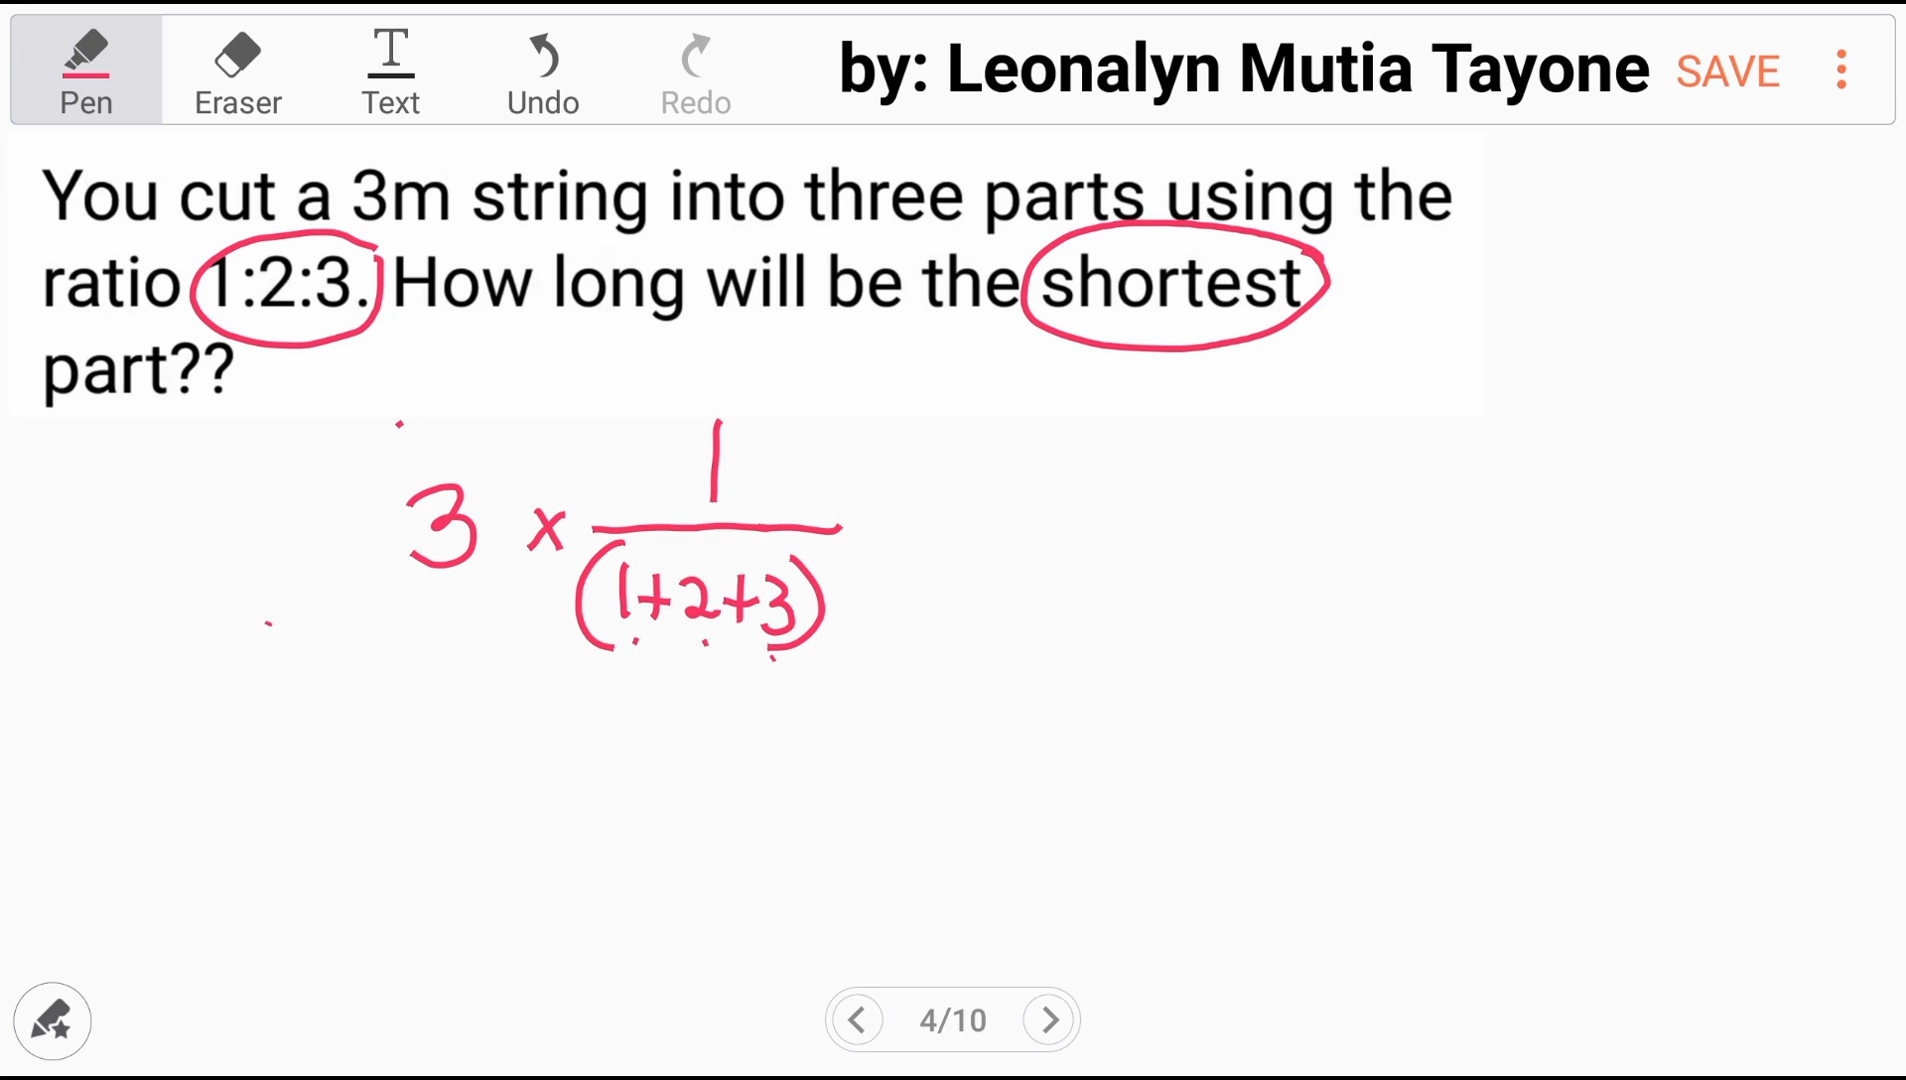 Pen Eraser Text Undo Redo by: Leonalyn Mutia Tayone SAVE
You cut a 3m string into three parts using the
ratio 1:2:3. How long will be the shortest
part??
1
3 x
(1+2+3)
4/10